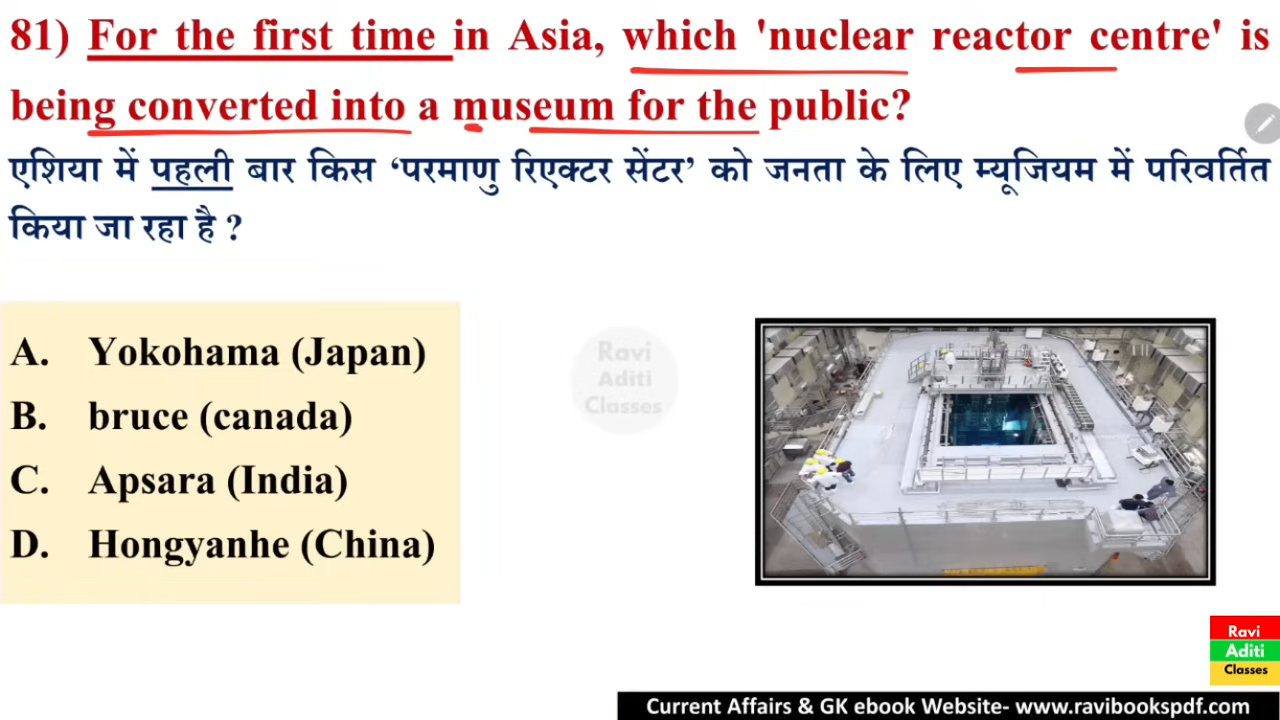 81) For the first time in Asia, which 'nuclear reactor centre' is
being converted into a museum for the public?
एशिया में पहली बार किस ‘परमाणु रिएक्टर सेंटर’ को जनता के लिए म्यूजियम में परिवर्तित
किया जा रहा है ?
A. Yokohama (Japan)
B. bruce (canada)
C. Apsara (India)
D. Hongyanhe (China)
Ravi
Aditi
Classes
Ravi
Aditi
Classes
Current Affairs & GK ebook Website- www.ravibookspdf.com